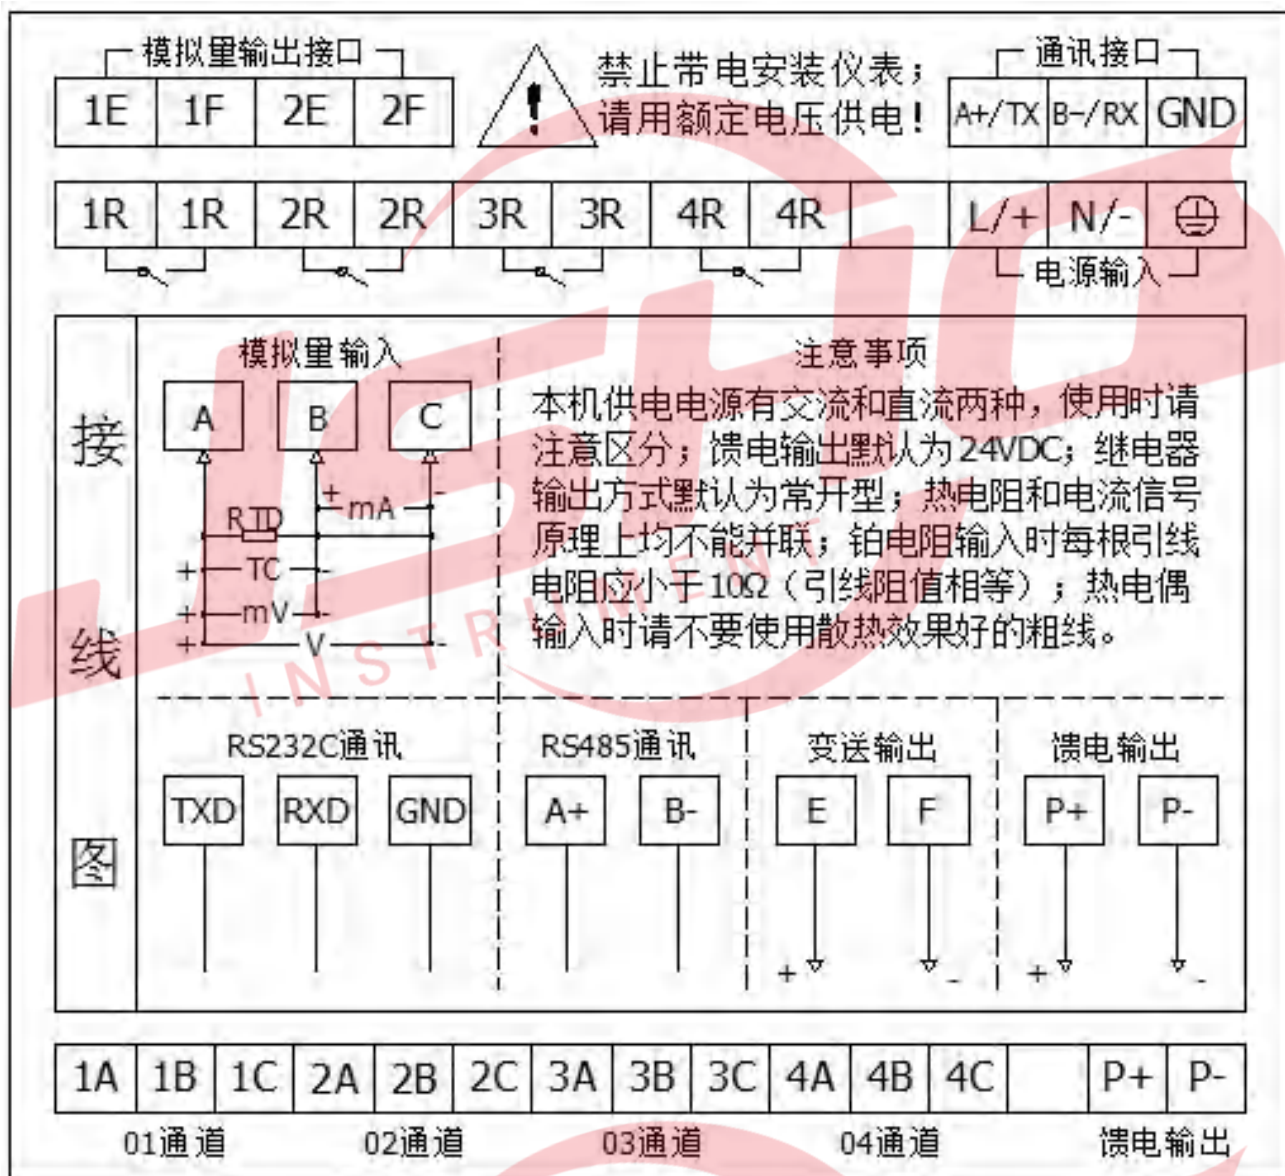 模拟量输出接口
1E 1F 2E 2F
禁止带电安装仪表；
请用额定电压供电！
通讯接口
A+/TX B-/RX GND
1R 1R 2R 2R 3R 3R 4R 4R L/+ N/-
电源输入
接线图
模拟量输入
A B C
+ mA -
RTD
+ TC -
+ mV -
+ V -
注意事项
本机供电电源有交流和直流两种，使用时请
注意区分；馈电输出默认为24VDC；继电器
输出方式默认为常开型；热电阻和电流信号
原理上均不能并联；铂电阻输入时每根引线
电阻应小于10Ω（引线阻值相等）；热电偶
输入时请不要使用散热效果好的粗线。
RS232C通讯
TXD RXD GND
RS485通讯
A+ B-
变送输出
E F
+ -
馈电输出
P+ P-
+ -
1A 1B 1C 2A 2B 2C 3A 3B 3C 4A 4B 4C P+ P-
01通道 02通道 03通道 04通道 馈电输出
JSHQ
INSTRUMENT